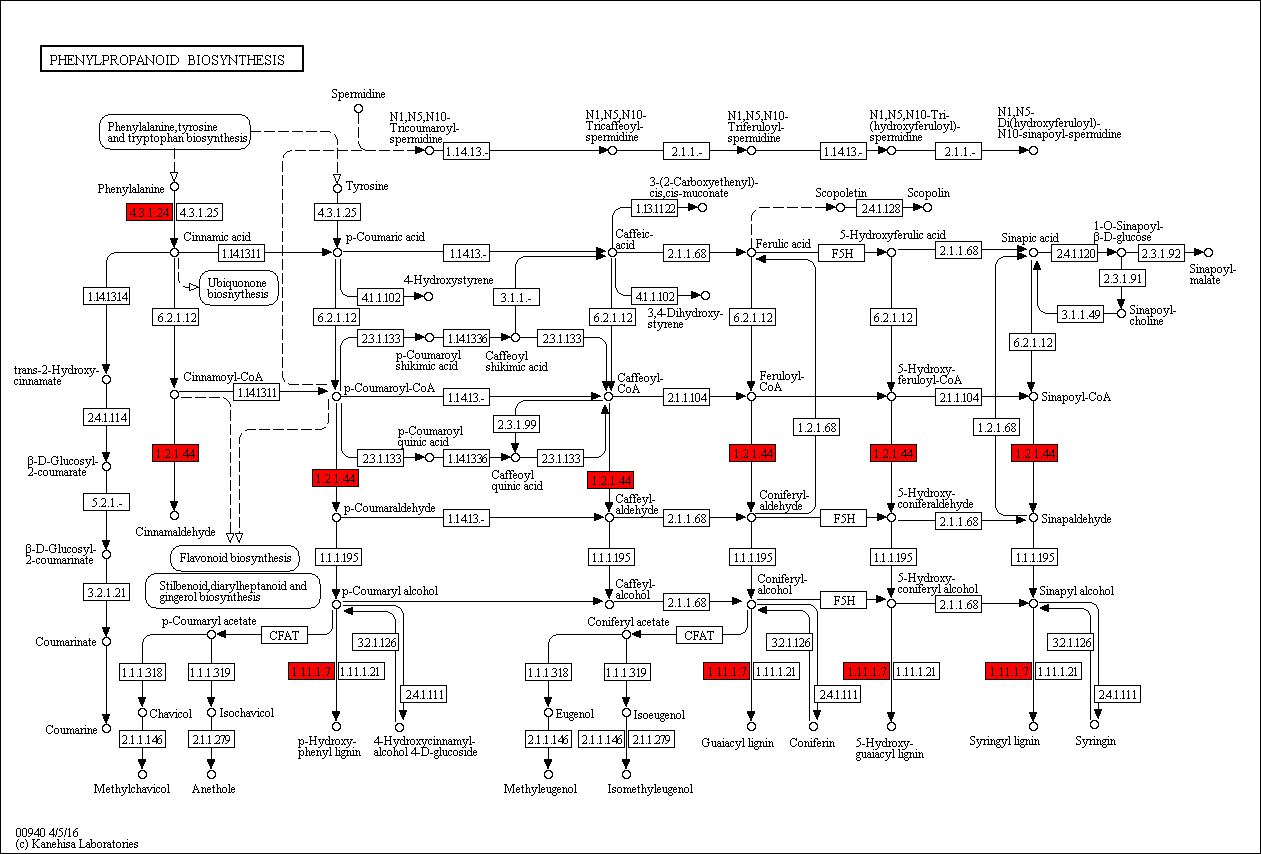 PHENYLPROPANOID BIOSYNTHESIS
Spermidine
Phenylalanine,tyrosine
and tryptophan biosynthesis
N1,N5,N10-
Tricoumaroyl-
spermidine
1.14.13.-
N1,N5,N10-
Tricaffeoyl-
spermidine
2.1.1.-
N1,N5,N10-
Triferuloyl-
spermidine
1.14.13.-
N1,N5,N10-Tri-
(hydroxyferuloyl)-
spermidine
2.1.1.-
N1,N5-
Di(hydroxyferuloyl)-
N10-sinapoyl-spermidine
Phenylalanine
Tyrosine
3-(2-Carboxyethenyl)-
cis,cis-muconate
Scopoletin
Scopolin
4.3.1.24
4.3.1.25
4.3.1.25
1.13.11.22
2.4.1.128
Cinnamic acid
p-Coumaric acid
Caffeic-
acid
Ferulic acid
5-Hydroxyferulic acid
Sinapic acid
1-O-Sinapoyl-
β-D-glucose
1.14.13.11
1.14.13.-
2.1.1.68
F5H
2.1.1.68
2.4.1.120
2.3.1.92
Sinapoyl-
malate
Ubiquonone
biosnythesis
4-Hydroxystyrene
2.3.1.91
1.14.13.14
4.1.1.102
3.1.1.-
4.1.1.102
3,4-Dihydroxy-
styrene
3.1.1.49
Sinapoyl-
choline
6.2.1.12
6.2.1.12
6.2.1.12
6.2.1.12
6.2.1.12
6.2.1.12
2.3.1.133
1.14.13.36
2.3.1.133
p-Coumaroyl
shikimic acid
Caffeoyl
shikimic acid
trans-2-Hydroxy-
cinnamate
Cinnamoyl-CoA
1.14.13.11
p-Coumaroyl-CoA
1.14.13.-
Caffeoyl-
CoA
2.1.1.104
Feruloyl-
CoA
5-Hydroxy-
feruloyl-CoA
2.1.1.104
Sinapoyl-CoA
2.4.1.114
2.3.1.99
1.2.1.68
1.2.1.68
p-Coumaroyl
quinic acid
2.3.1.133
1.14.13.36
2.3.1.133
Caffeoyl
quinic acid
β-D-Glucosyl-
2-coumarate
1.2.1.44
1.2.1.44
1.2.1.44
1.2.1.44
1.2.1.44
1.2.1.44
5.2.1.-
Cinnamaldehyde
p-Coumaraldehyde
1.14.13.-
Caffeyl-
aldehyde
2.1.1.68
Coniferyl-
aldehyde
F5H
5-Hydroxy-
coniferaldehyde
2.1.1.68
Sinapaldehyde
β-D-Glucosyl-
2-coumarinate
Flavonoid biosynthesis
1.1.1.195
1.1.1.195
1.1.1.195
1.1.1.195
1.1.1.195
3.2.1.21
Stilbenoid,diarylheptanoid and
gingerol biosynthesis
p-Coumaryl alcohol
Caffeyl-
alcohol
2.1.1.68
Coniferyl-
alcohol
F5H
5-Hydroxy-
coniferyl alcohol
2.1.1.68
Sinapyl alcohol
Coumarinate
p-Coumaryl acetate
CFAT
3.2.1.126
Coniferyl acetate
CFAT
3.2.1.126
3.2.1.126
1.1.1.318
1.1.1.319
1.11.1.7
1.11.1.21
1.1.1.318
1.1.1.319
1.11.1.7
1.11.1.21
1.11.1.7
1.11.1.21
1.11.1.7
1.11.1.21
2.4.1.111
2.4.1.111
2.4.1.111
Coumarine
Chavicol
Isochavicol
Eugenol
Isoeugenol
2.1.1.146
2.1.1.279
2.1.1.146
2.1.1.146
2.1.1.279
p-Hydroxy-
phenyl lignin
4-Hydroxycinnamyl-
alcohol 4-D-glucoside
Guaiacyl lignin
Coniferin
5-Hydroxy-
guaiacyl lignin
Syringyl lignin
Syringin
Methylchavicol
Anethole
Methyleugenol
Isomethyleugenol
00940 4/5/16
(c) Kanehisa Laboratories